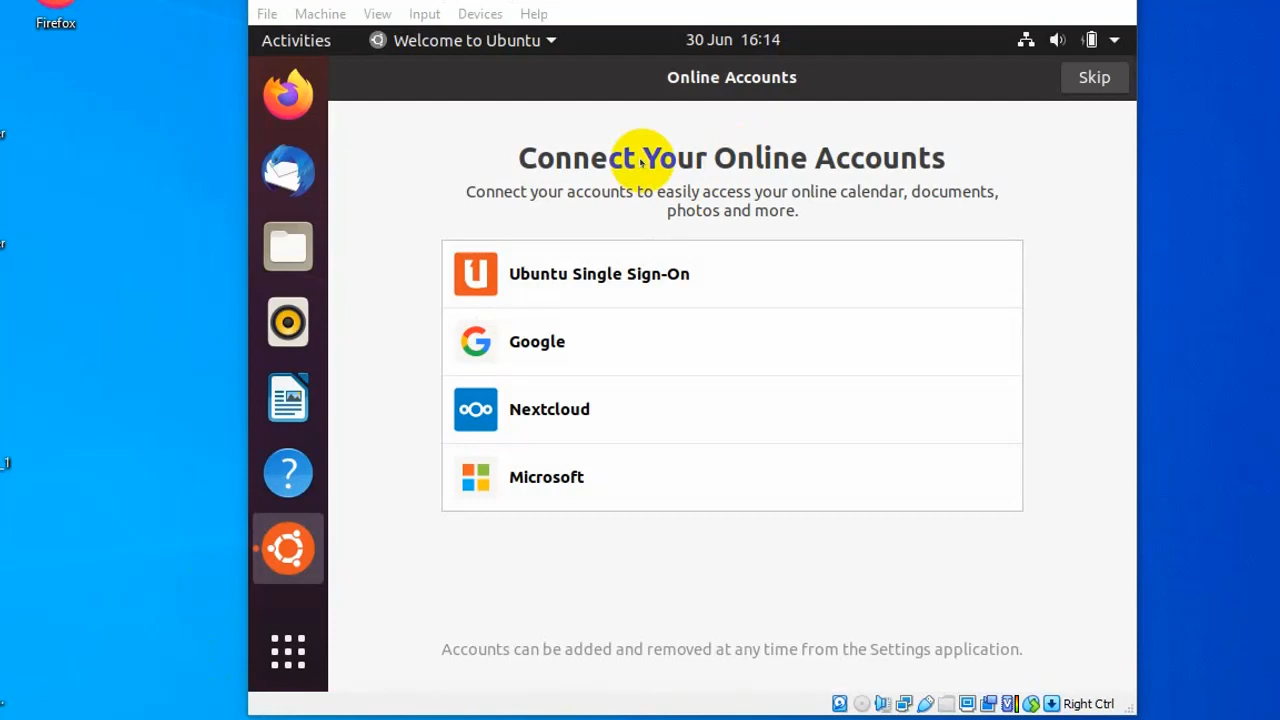 Firefox
File Machine View Input Devices Help
Activities Welcome to Ubuntu 30 Jun 16:14
Online Accounts Skip
Connect Your Online Accounts
Connect your accounts to easily access your online calendar, documents,
photos and more.
Ubuntu Single Sign-On
Google
Nextcloud
Microsoft
Accounts can be added and removed at any time from the Settings application.
Right Ctrl
er
er
_1